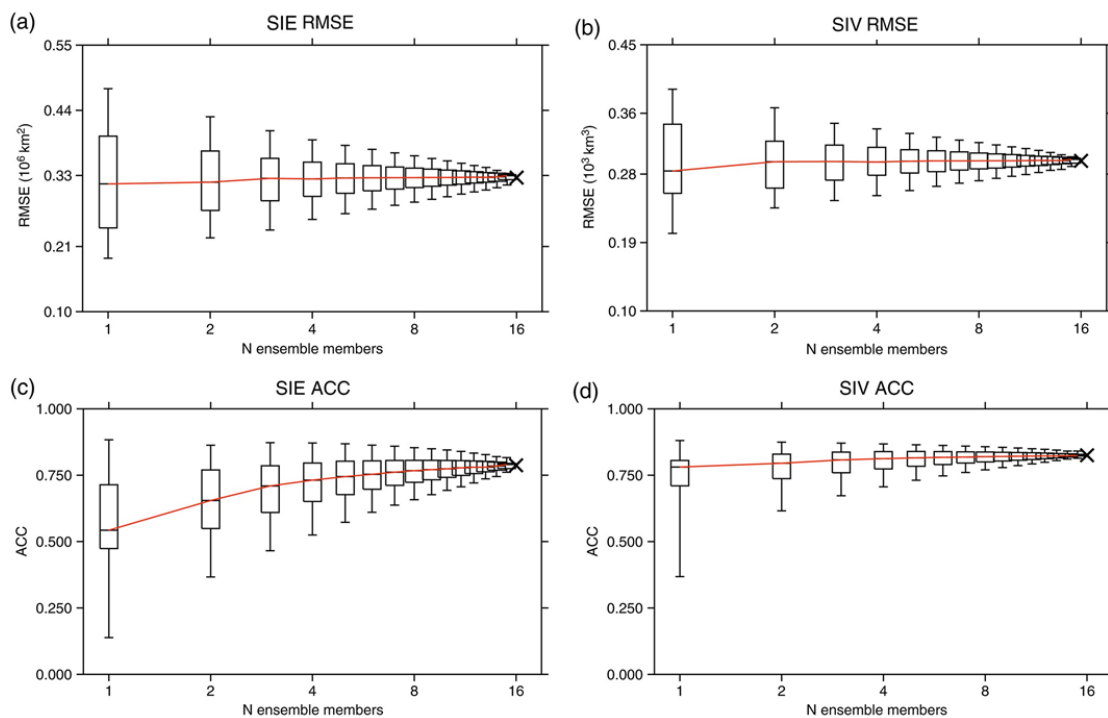 (a)
SIE RMSE
0.55
0.44
0.33
0.21
0.10
RMSE (10⁶ km²)
1
2
4
8
16
N ensemble members
(b)
SIV RMSE
0.45
0.36
0.28
0.19
0.10
RMSE (10³ km³)
1
2
4
8
16
N ensemble members
(c)
SIE ACC
1.000
0.750
0.500
0.250
0.000
ACC
1
2
4
8
16
N ensemble members
(d)
SIV ACC
1.000
0.750
0.500
0.250
0.000
ACC
1
2
4
8
16
N ensemble members